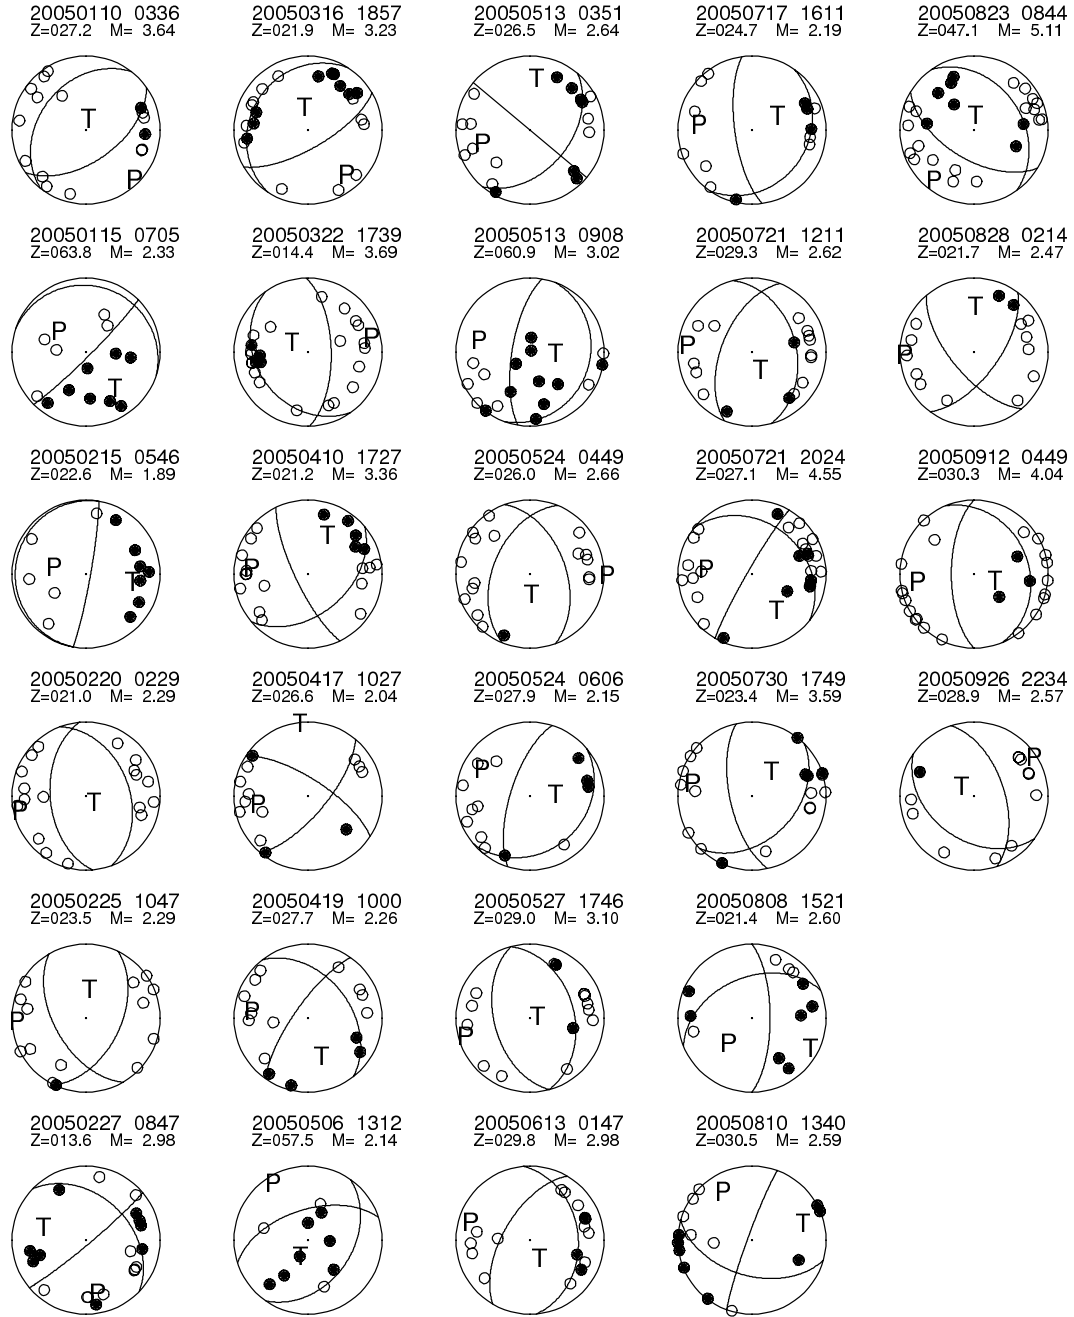 20050110 0336
Z=027.2 M= 3.64
T
P
20050316 1857
Z=021.9 M= 3.23
T
P
20050513 0351
Z=026.5 M= 2.64
T
P
20050717 1611
Z=024.7 M= 2.19
T
P
20050823 0844
Z=047.1 M= 5.11
T
P
20050115 0705
Z=063.8 M= 2.33
P
T
20050322 1739
Z=014.4 M= 3.69
P
T
20050513 0908
Z=060.9 M= 3.02
P
T
20050721 1211
Z=029.3 M= 2.62
P
T
20050828 0214
Z=021.7 M= 2.47
T
P
20050215 0546
Z=022.6 M= 1.89
P
T
20050410 1727
Z=021.2 M= 3.36
T
P
20050524 0449
Z=026.0 M= 2.66
P
T
20050721 2024
Z=027.1 M= 4.55
P
T
20050912 0449
Z=030.3 M= 4.04
P
T
20050220 0229
Z=021.0 M= 2.29
T
P
20050417 1027
Z=026.6 M= 2.04
T
P
20050524 0606
Z=027.9 M= 2.15
P
T
20050730 1749
Z=023.4 M= 3.59
T
P
20050926 2234
Z=028.9 M= 2.57
P
T
20050225 1047
Z=023.5 M= 2.29
T
P
20050419 1000
Z=027.7 M= 2.26
P
T
20050527 1746
Z=029.0 M= 3.10
T
P
20050808 1521
Z=021.4 M= 2.60
P
T
20050227 0847
Z=013.6 M= 2.98
T
P
20050506 1312
Z=057.5 M= 2.14
P
T
20050613 0147
Z=029.8 M= 2.98
P
T
20050810 1340
Z=030.5 M= 2.59
P
T